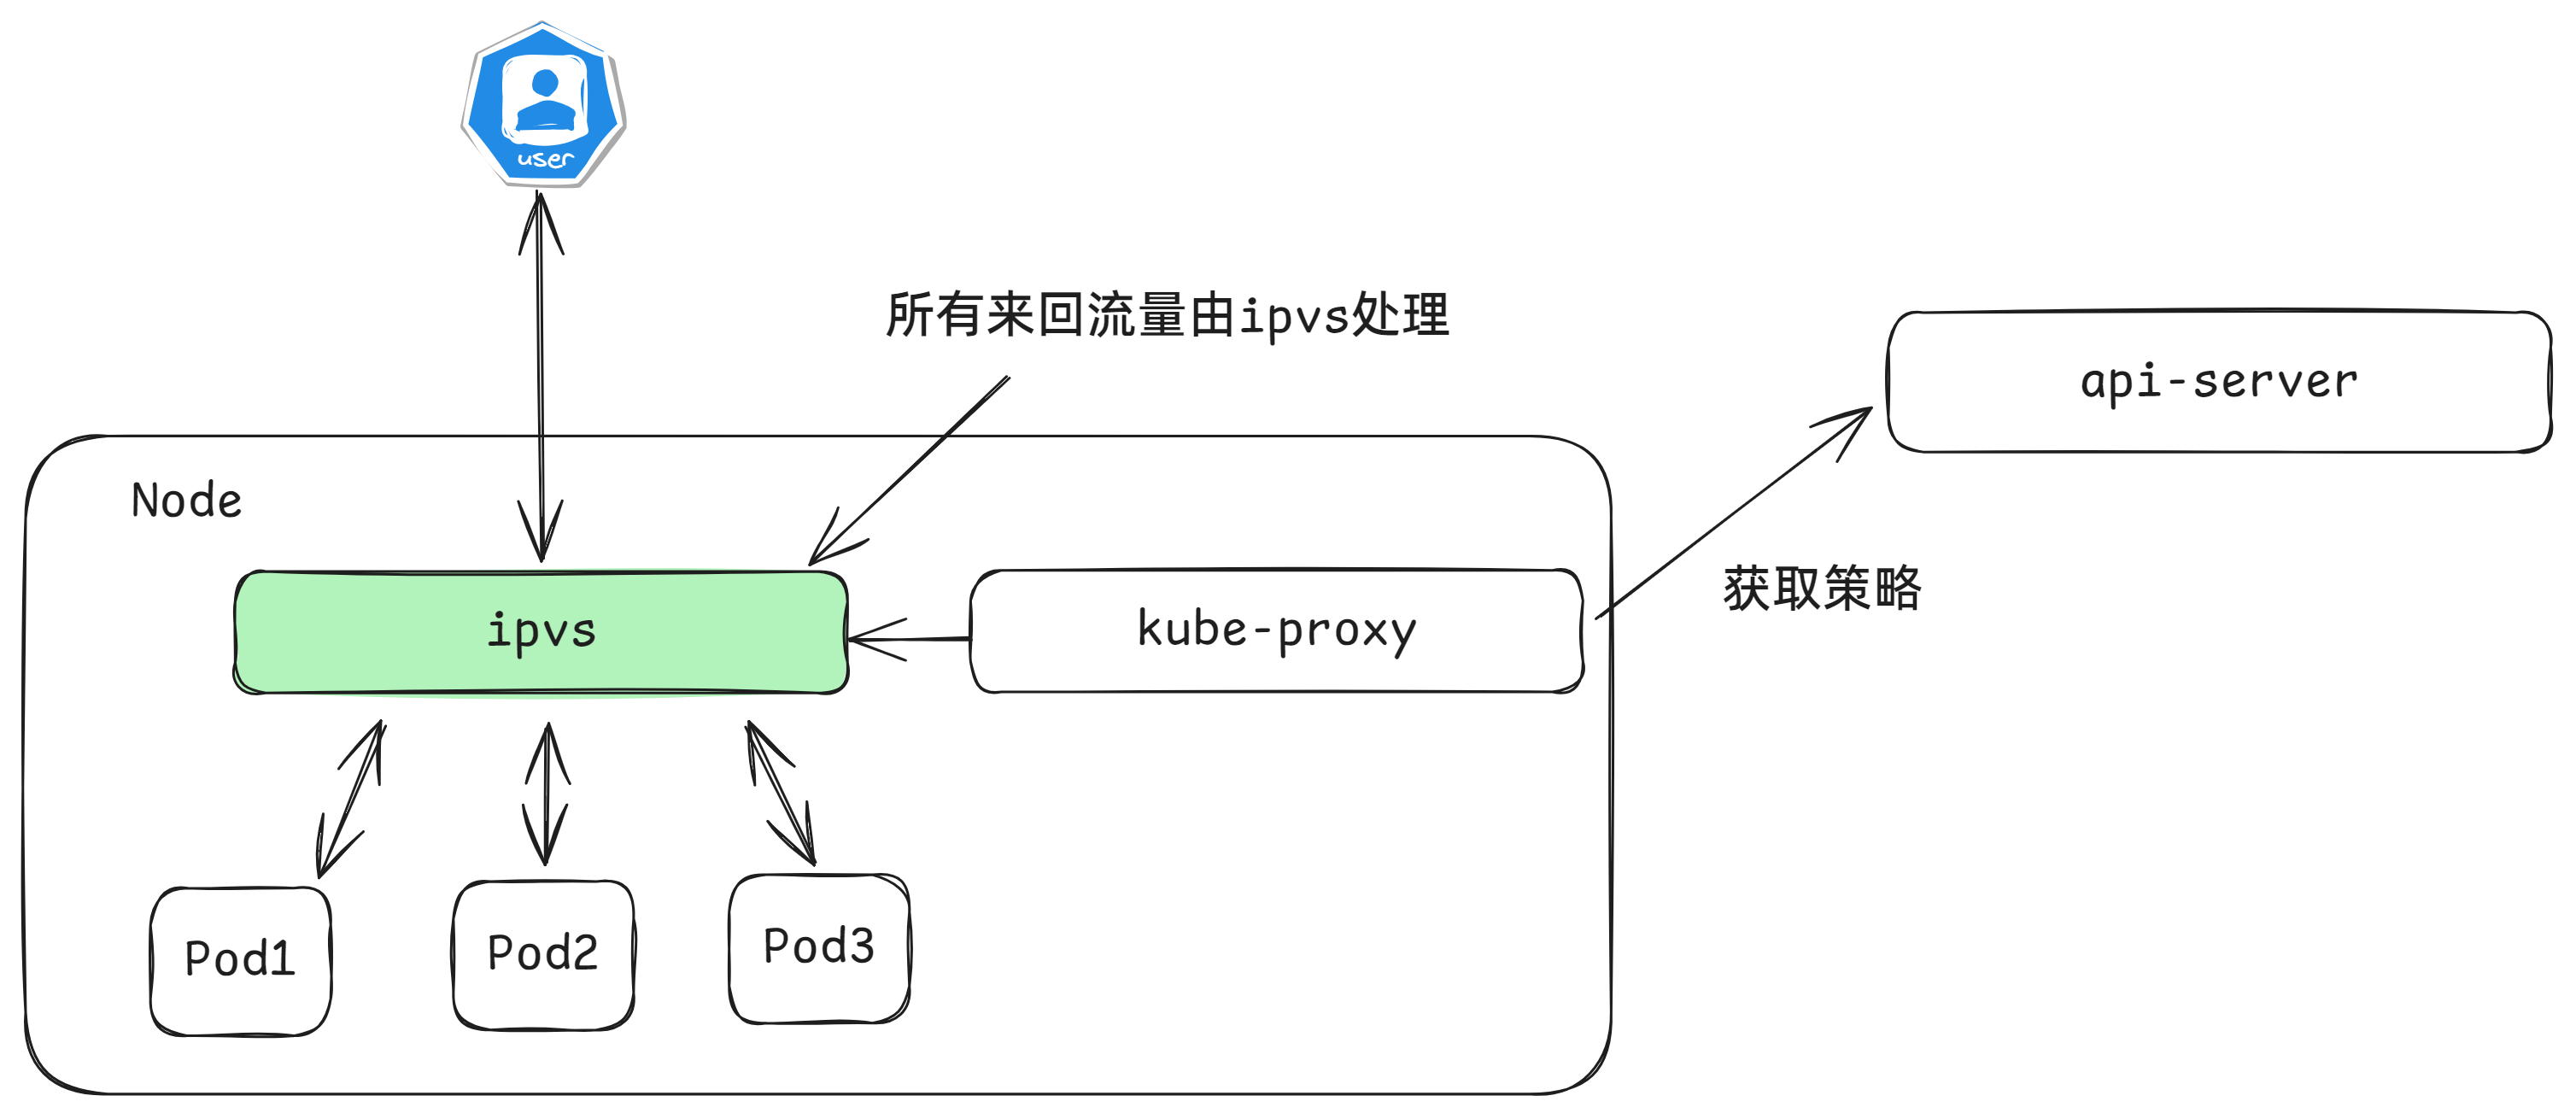 user
所有来回流量由ipvs处理
api-server
Node
获取策略
ipvs
kube-proxy
Pod1
Pod2
Pod3